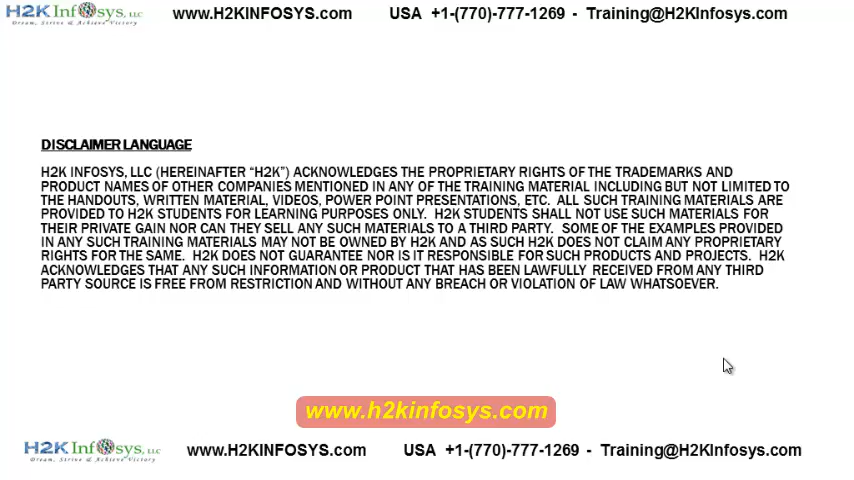 H2K Infosys, LLC www.H2KINFOSYS.com USA +1-(770)-777-1269 - Training@H2KInfosys.com
Dream, Strive & Achieve Victory
DISCLAIMER LANGUAGE
H2K INFOSYS, LLC (HEREINAFTER “H2K”) ACKNOWLEDGES THE PROPRIETARY RIGHTS OF THE TRADEMARKS AND
PRODUCT NAMES OF OTHER COMPANIES MENTIONED IN ANY OF THE TRAINING MATERIAL INCLUDING BUT NOT LIMITED TO
THE HANDOUTS, WRITTEN MATERIAL, VIDEOS, POWER POINT PRESENTATIONS, ETC. ALL SUCH TRAINING MATERIALS ARE
PROVIDED TO H2K STUDENTS FOR LEARNING PURPOSES ONLY. H2K STUDENTS SHALL NOT USE SUCH MATERIALS FOR
THEIR PRIVATE GAIN NOR CAN THEY SELL ANY SUCH MATERIALS TO A THIRD PARTY. SOME OF THE EXAMPLES PROVIDED
IN ANY SUCH TRAINING MATERIALS MAY NOT BE OWNED BY H2K AND AS SUCH H2K DOES NOT CLAIM ANY PROPRIETARY
RIGHTS FOR THE SAME. H2K DOES NOT GUARANTEE NOR IS IT RESPONSIBLE FOR SUCH PRODUCTS AND PROJECTS. H2K
ACKNOWLEDGES THAT ANY SUCH INFORMATION OR PRODUCT THAT HAS BEEN LAWFULLY RECEIVED FROM ANY THIRD
PARTY SOURCE IS FREE FROM RESTRICTION AND WITHOUT ANY BREACH OR VIOLATION OF LAW WHATSOEVER.
www.h2kinfosys.com
H2K Infosys, LLC www.H2KINFOSYS.com USA +1-(770)-777-1269 - Training@H2KInfosys.com
Dream, Strive & Achieve Victory